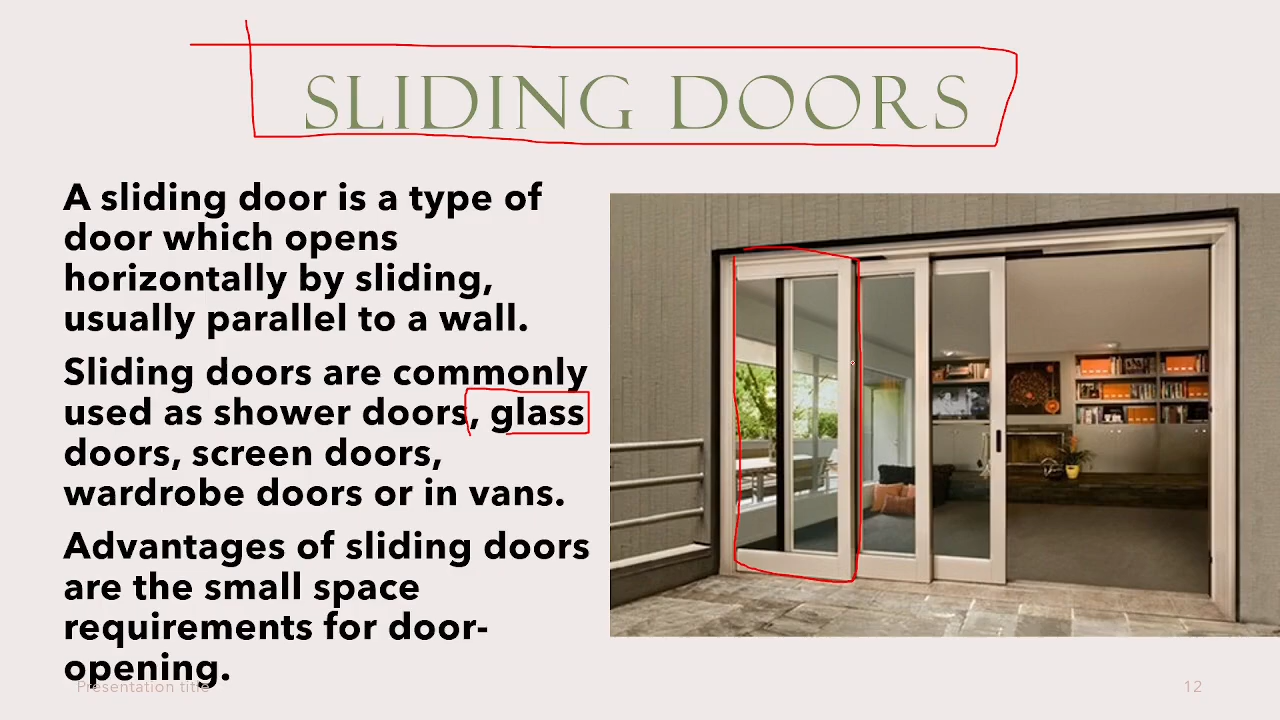 SLIDING DOORS
A sliding door is a type of
door which opens
horizontally by sliding,
usually parallel to a wall.
Sliding doors are commonly
used as shower doors, glass
doors, screen doors,
wardrobe doors or in vans.
Advantages of sliding doors
are the small space
requirements for door-
opening.
Presentation title
12